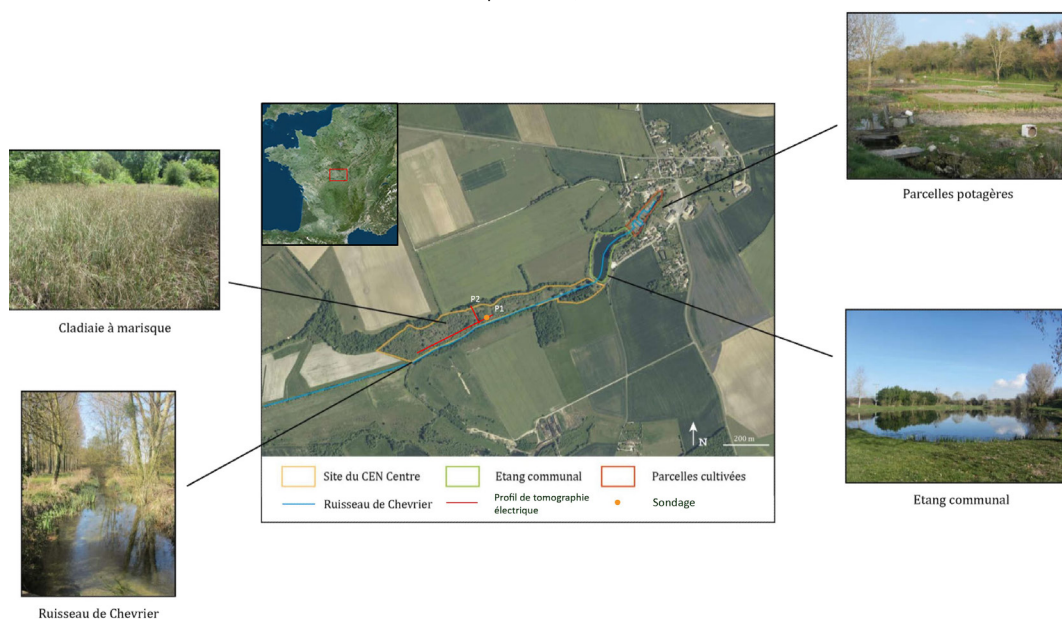 Parcelles potagères
Cladiaie à marisque
P2
P1
N
200 m
Site du CEN Centre
Etang communal
Parcelles cultivées
Ruisseau de Chevrier
Profil de tomographie
électrique
Sondage
Etang communal
Ruisseau de Chevrier